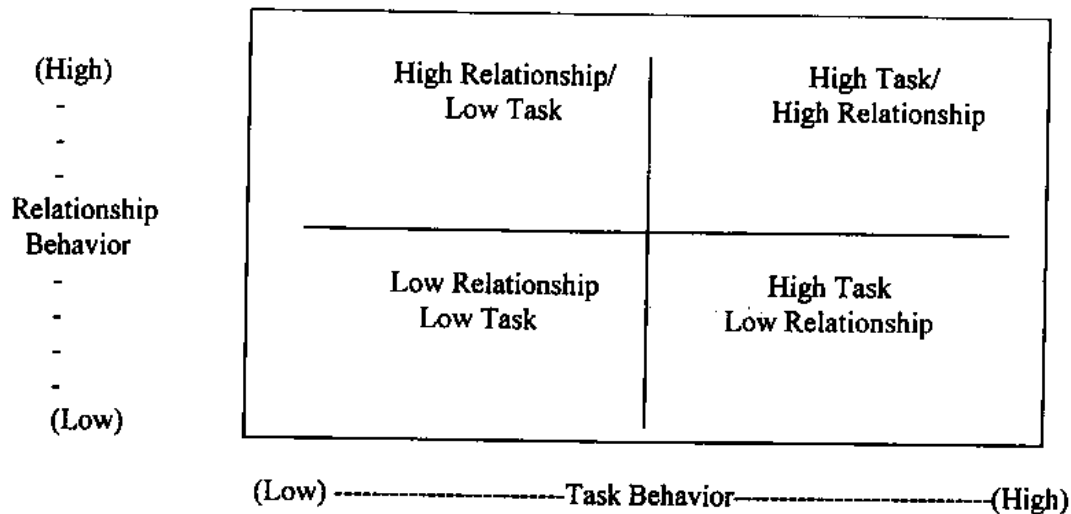 (High)
-
-
-
Relationship
Behavior
-
-
-
-
(Low)
High Relationship/
Low Task
High Task/
High Relationship
Low Relationship
Low Task
High Task
Low Relationship
(Low) ----------------------Task Behavior-------------------------(High)